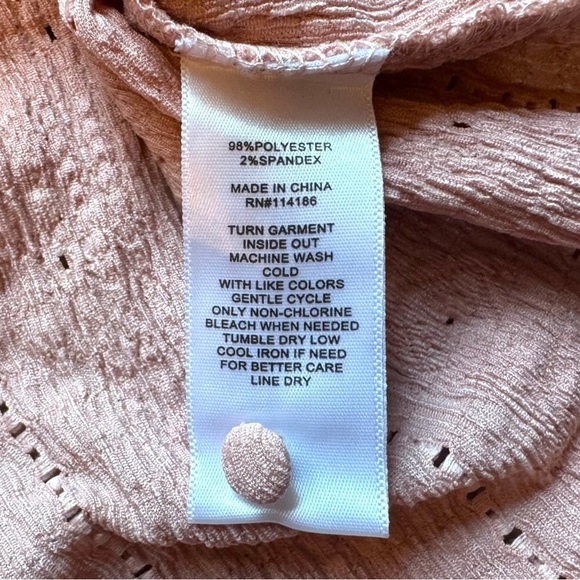 98%POLYESTER
2%SPANDEX
MADE IN CHINA
RN#114186
TURN GARMENT
INSIDE OUT
MACHINE WASH
COLD
WITH LIKE COLORS
GENTLE CYCLE
ONLY NON-CHLORINE
BLEACH WHEN NEEDED
TUMBLE DRY LOW
COOL IRON IF NEED
FOR BETTER CARE
LINE DRY